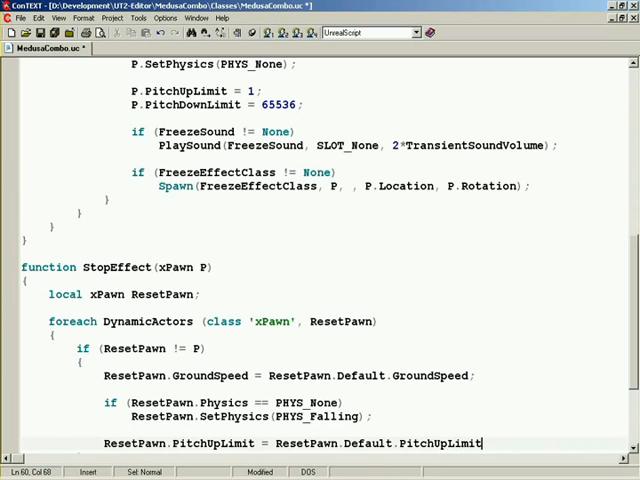 ConTEXT - [D:\Development\UT2-Editor\MedusaCombo\Classes\MedusaCombo.uc *]
File Edit View Format Project Tools Options Window Help
UnrealScript
MedusaCombo.uc *
P.SetPhysics(PHYS_None);
P.PitchUpLimit = 1;
P.PitchDownLimit = 65536;
if (FreezeSound != None)
PlaySound(FreezeSound, SLOT_None, 2*TransientSoundVolume);
if (FreezeEffectClass != None)
Spawn(FreezeEffectClass, P, , P.Location, P.Rotation);
}
}
}
}
function StopEffect(xPawn P)
{
local xPawn ResetPawn;
foreach DynamicActors (class 'xPawn', ResetPawn)
{
if (ResetPawn != P)
{
ResetPawn.GroundSpeed = ResetPawn.Default.GroundSpeed;
if (ResetPawn.Physics == PHYS_None)
ResetPawn.SetPhysics(PHYS_Falling);
ResetPawn.PitchUpLimit = ResetPawn.Default.PitchUpLimit
Ln 60, Col 68 Insert Sel: Normal Modified DOS